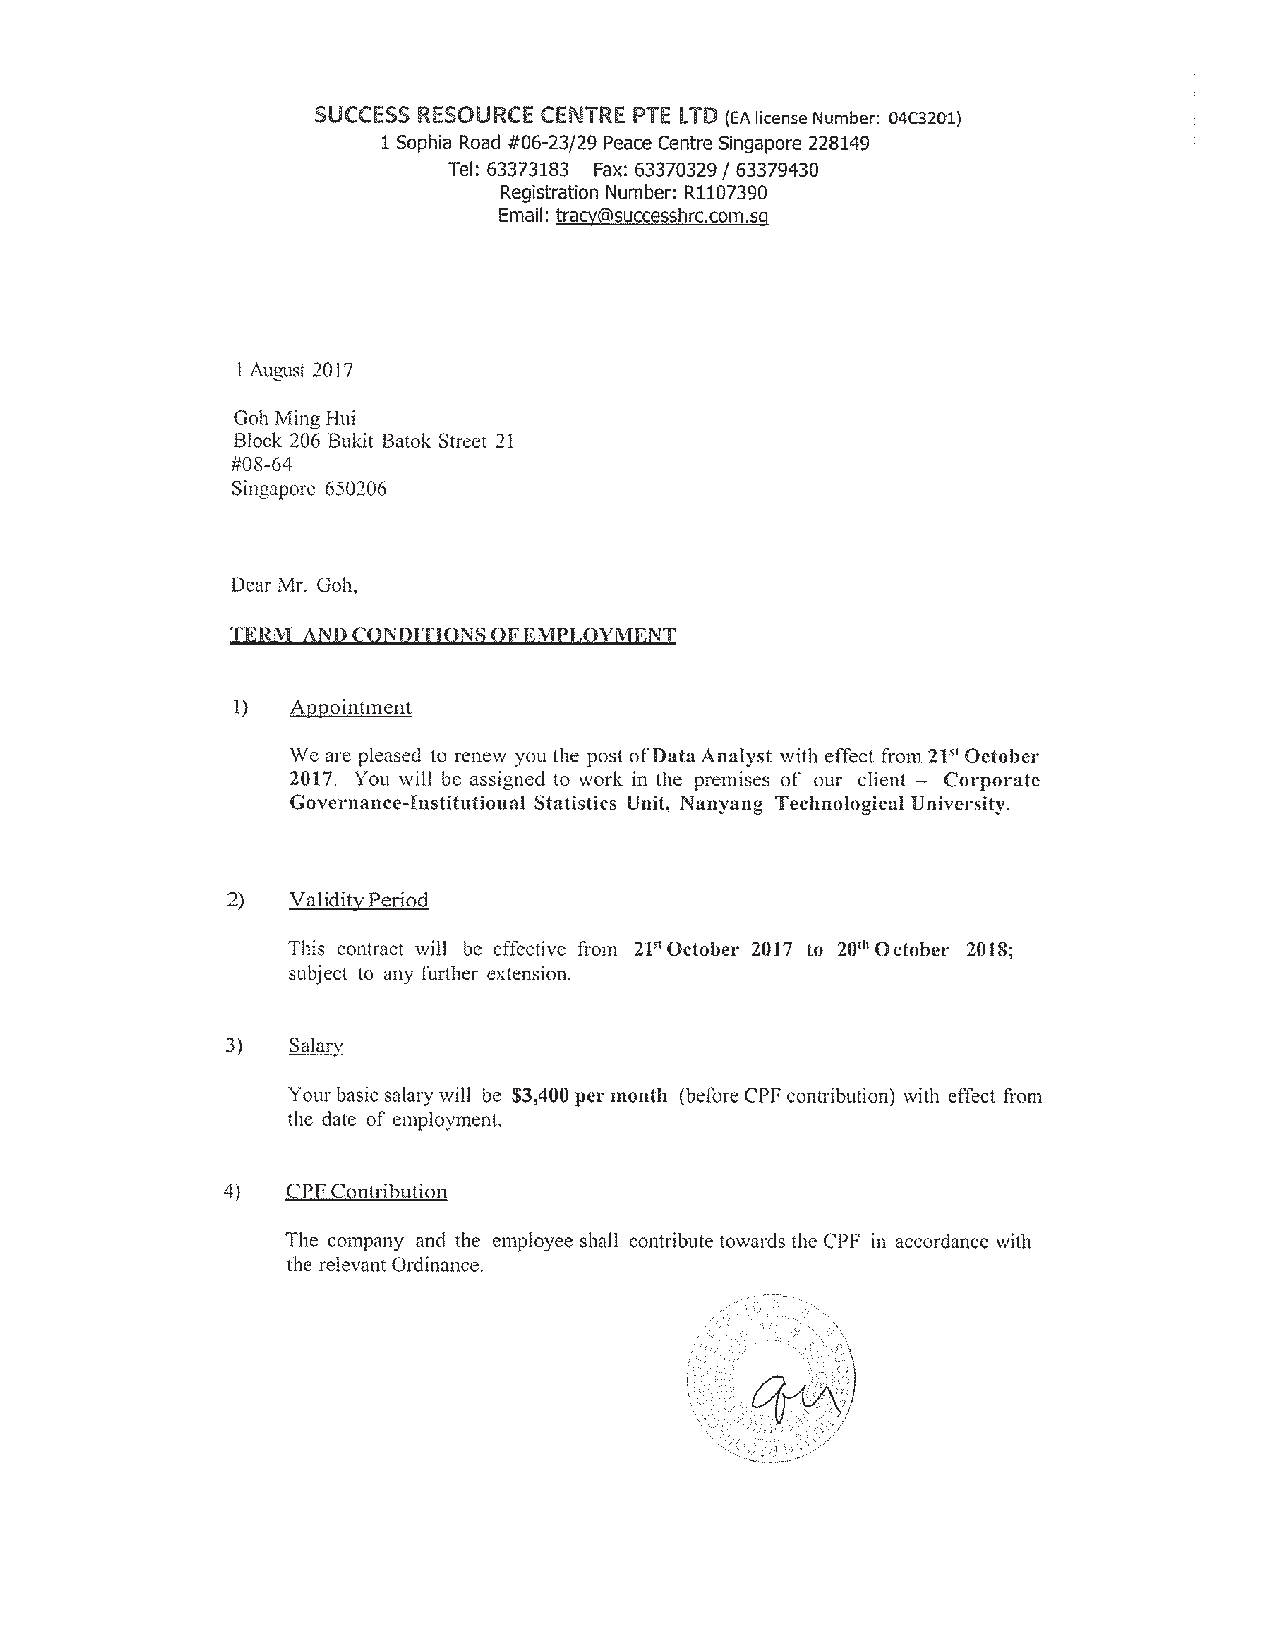 SUCCESS RESOURCE CENTRE PTE LTD (EA license Number: 04C3201)
1 Sophia Road #06-23/29 Peace Centre Singapore 228149
Tel: 63373183 Fax: 63370329 / 63379430
Registration Number: R1107390
Email: tracy@successhrc.com.sg
1 August 2017
Goh Ming Hui
Block 206 Bukit Batok Street 21
#08-64
Singapore 650206
Dear Mr. Goh,
TERM AND CONDITIONS OF EMPLOYMENT
1) Appointment
We are pleased to renew you the post of Data Analyst with effect from 21st October
2017. You will be assigned to work in the premises of our client – Corporate
Governance-Institutional Statistics Unit, Nanyang Technological University.
2) Validity Period
This contract will be effective from 21st October 2017 to 20th October 2018;
subject to any further extension.
3) Salary
Your basic salary will be $3,400 per month (before CPF contribution) with effect from
the date of employment.
4) CPF Contribution
The company and the employee shall contribute towards the CPF in accordance with
the relevant Ordinance.